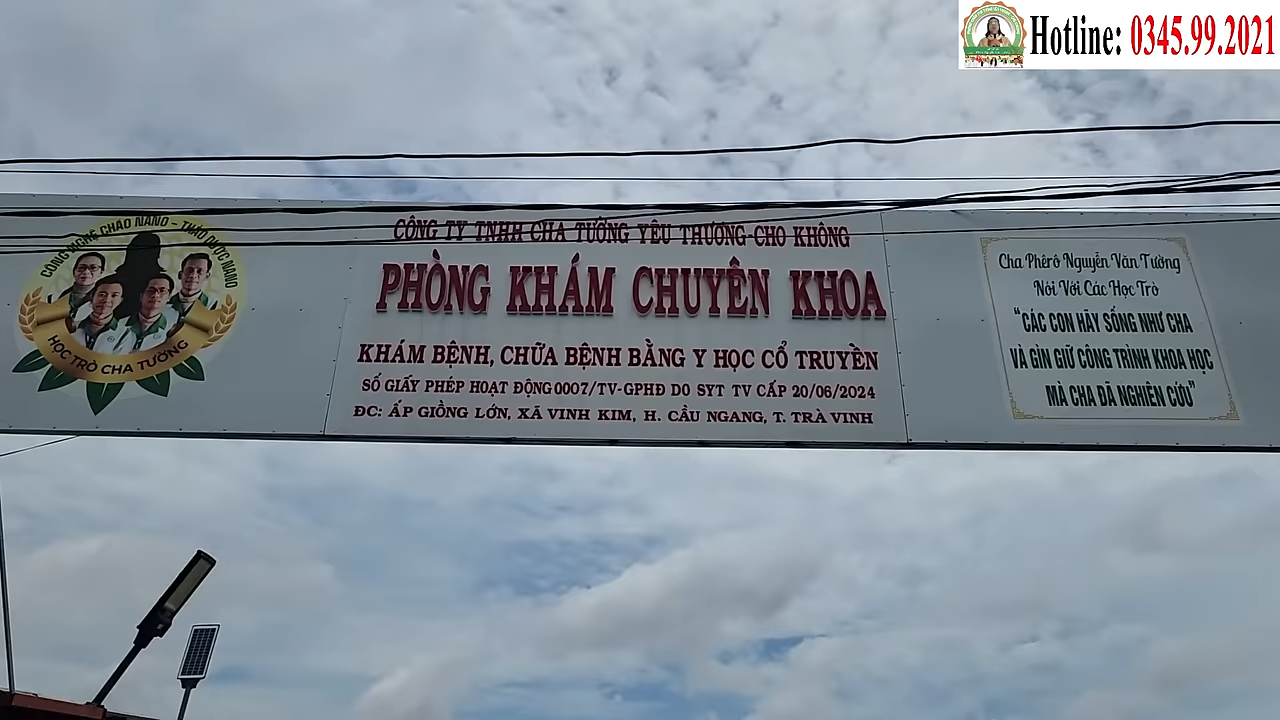 Hotline: 0345.99.2021
CÔNG NGHỆ CHÁO NANO - THẢO DƯỢC NANO
HỌC TRÒ CHA TƯỜNG
CÔNG TY TNHH CHA TƯỜNG YÊU THƯƠNG-CHO KHÔNG
PHÒNG KHÁM CHUYÊN KHOA
KHÁM BỆNH, CHỮA BỆNH BẰNG Y HỌC CỔ TRUYỀN
SỐ GIẤY PHÉP HOẠT ĐỘNG 0007/TV-GPHĐ DO SYT TV CẤP 20/06/2024
ĐC: ẤP GIỒNG LỚN, XÃ VINH KIM, H. CẦU NGANG, T. TRÀ VINH
Cha Phêrô Nguyễn Văn Tường
Nói Với Các Học Trò
"CÁC CON HÃY SỐNG NHƯ CHA
VÀ GÌN GIỮ CÔNG TRÌNH KHOA HỌC
MÀ CHA ĐÃ NGHIÊN CỨU"